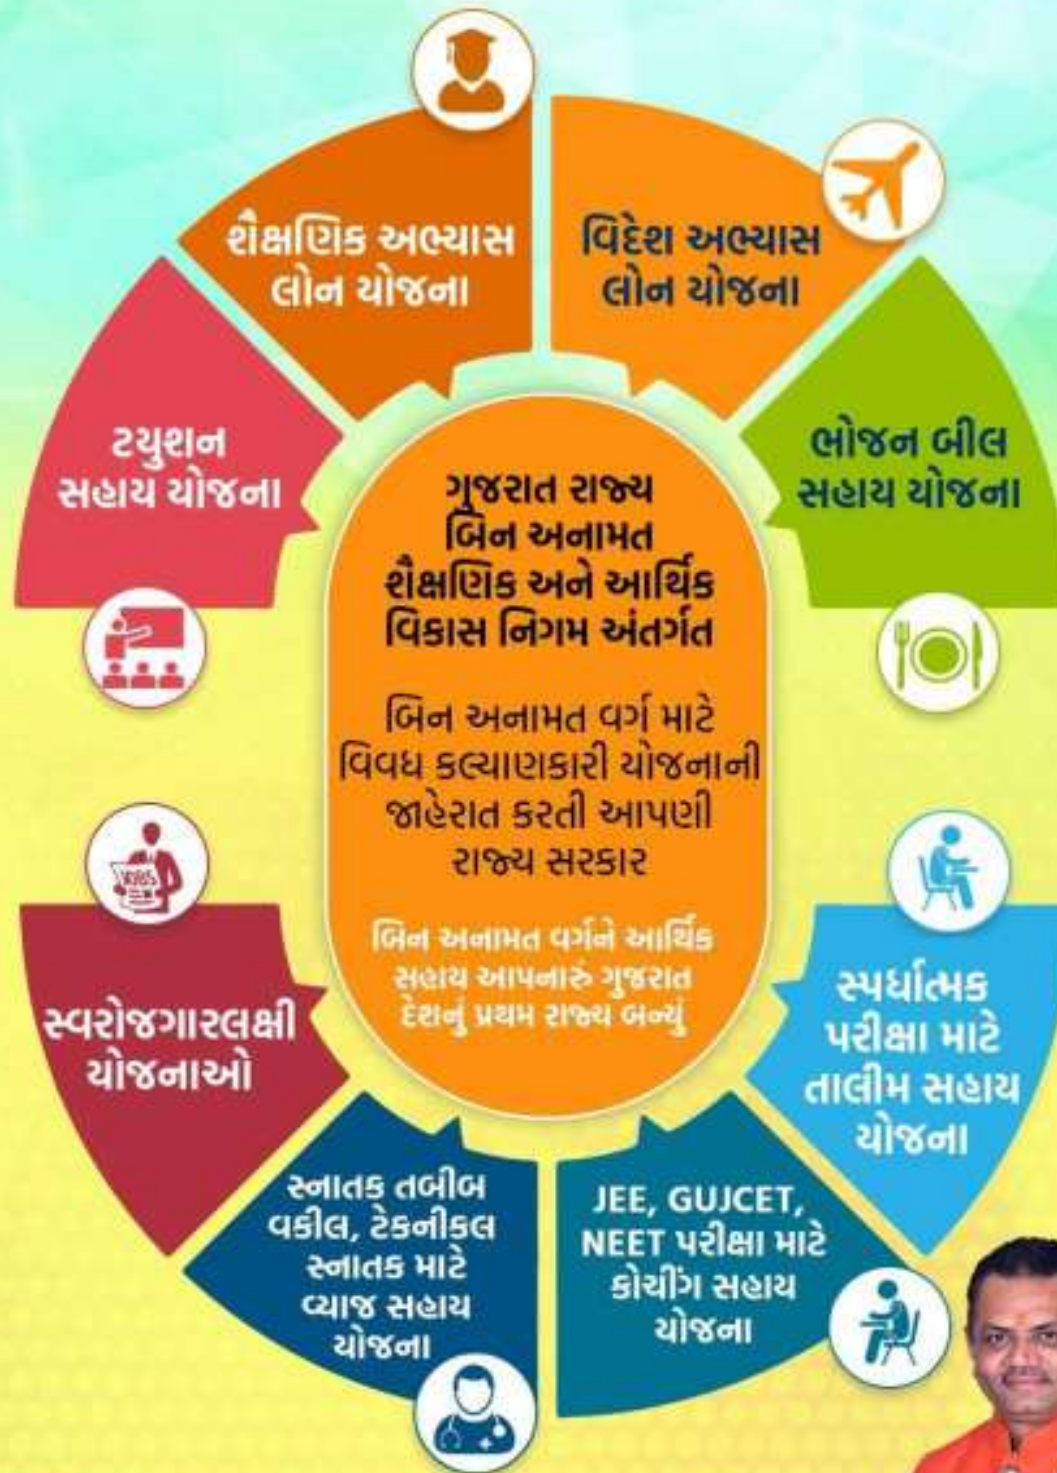 શૈક્ષણિક અભ્યાસ
લોન યોજના
વિદેશ અભ્યાસ
લોન યોજના
ટયુશન
સહાય યોજના
ભોજન બીલ
સહાય યોજના
ગુજરાત રાજ્ય
બિન અનામત
શૈક્ષણિક અને આર્થિક
વિકાસ નિગમ અંતર્ગત
બિન અનામત વર્ગ માટે
વિવધ કલ્યાણકારી યોજનાની
જાહેરાત કરતી આપણી
રાજ્ય સરકાર
બિન અનામત વર્ગને આર્થિક
સહાય આપનારું ગુજરાત
દેશનું પ્રથમ રાજ્ય બન્યું
JOBS
સ્વરોજગારલક્ષી
યોજનાઓ
સ્પર્ધાત્મક
પરીક્ષા માટે
તાલીમ સહાય
યોજના
સ્નાતક તબીબ
વકીલ, ટેકનીકલ
સ્નાતક માટે
વ્યાજ સહાય
યોજના
JEE, GUJCET,
NEET પરીક્ષા માટે
કોચીંગ સહાય
યોજના